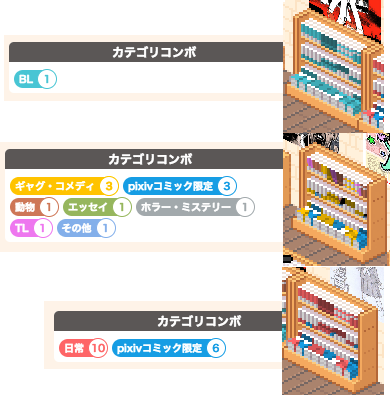 カテゴリコンボ
BL 1
カテゴリコンボ
ギャグ・コメディ 3 pixivコミック限定 3
動物 1 エッセイ 1 ホラー・ミステリー 1
TL 1 その他 1
カテゴリコンボ
日常 10 pixivコミック限定 6